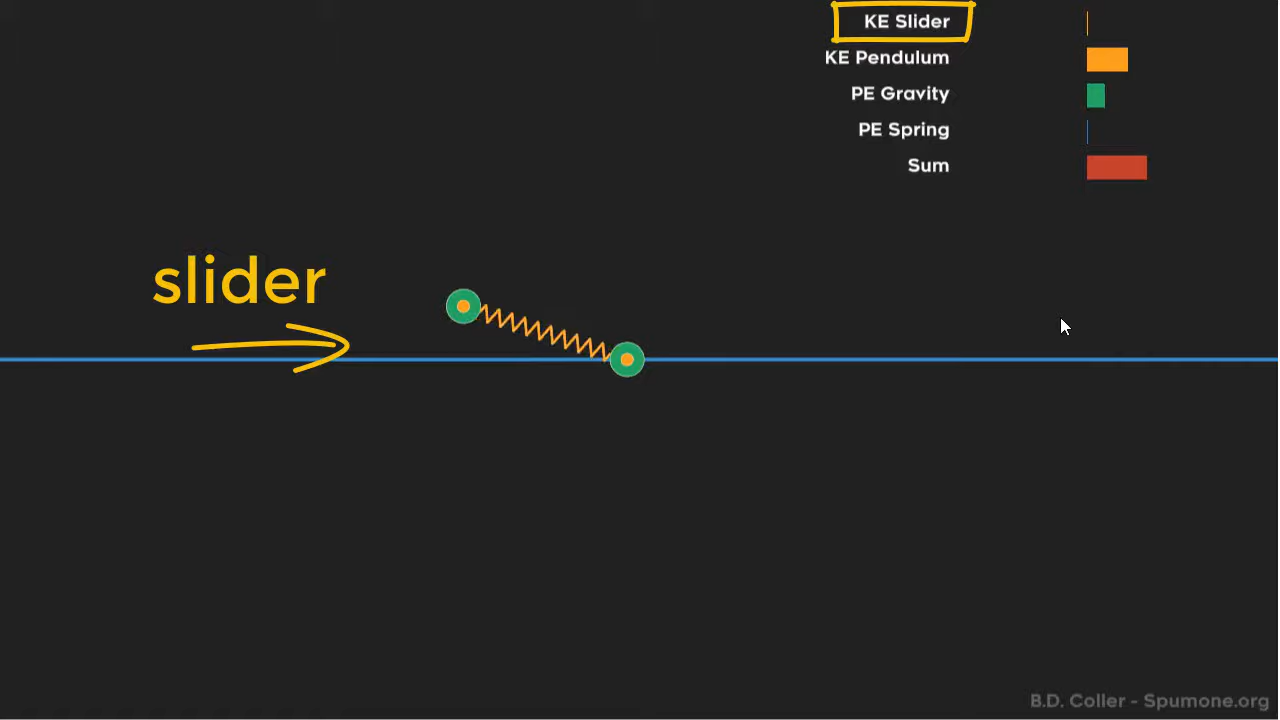 KE Slider
KE Pendulum
PE Gravity
PE Spring
Sum
slider
B.D. Coller - Spumone.org